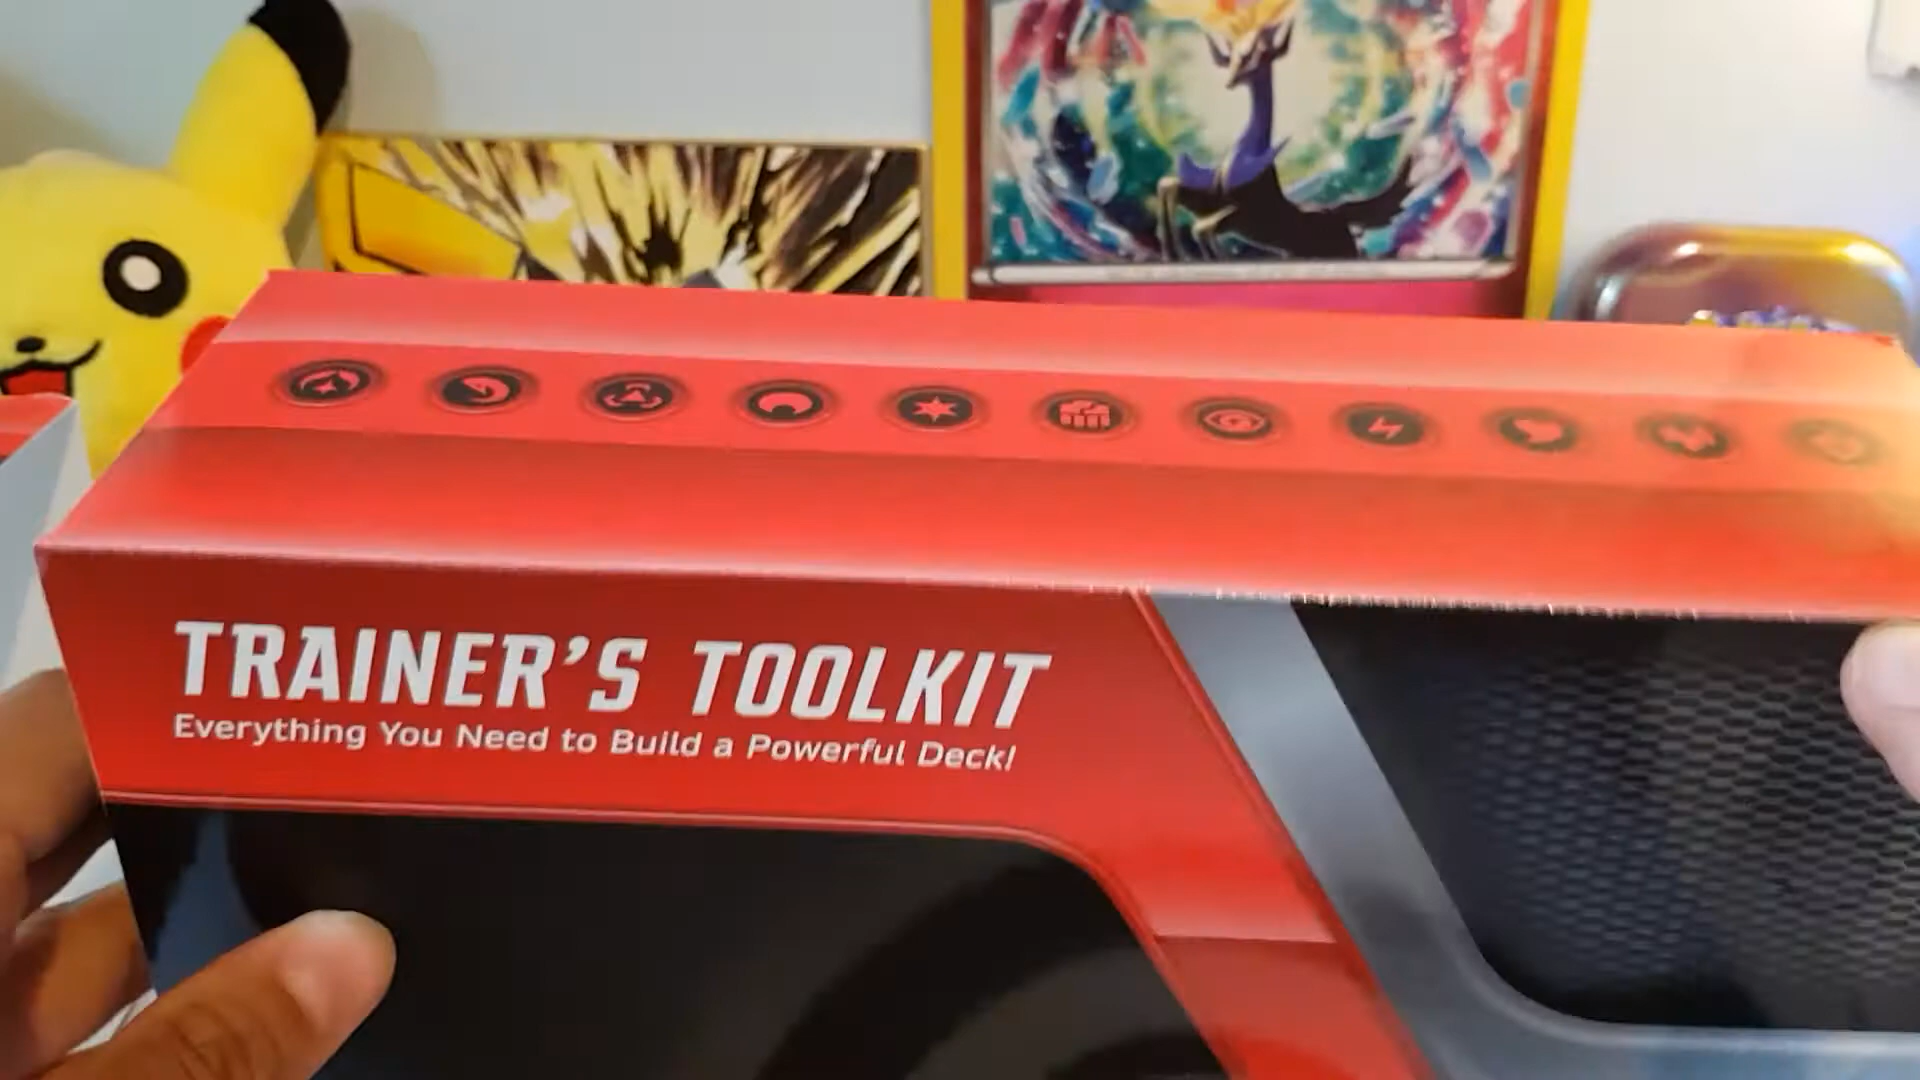 TRAINER'S TOOLKIT
Everything You Need to Build a Powerful Deck!